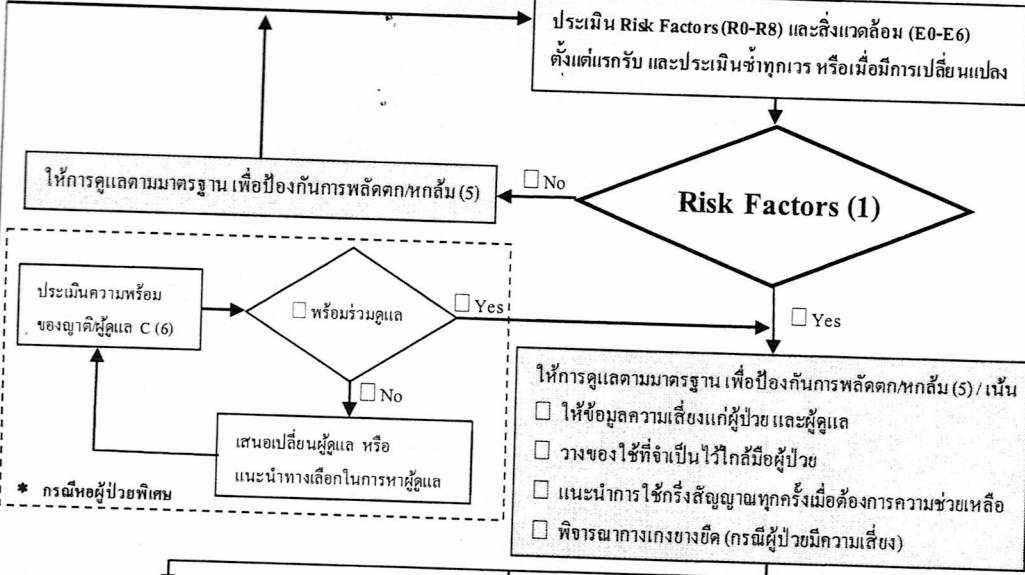 ประเมิน Risk Factors (R0-R8) และสิ่งแวดล้อม (E0-E6)
ตั้งแต่แรกรับ และประเมินซ้ำทุกเวร หรือเมื่อมีการเปลี่ยนแปลง
ให้การดูแลตามมาตรฐาน เพื่อป้องกันการพลัดตก/หกล้ม (5)
☐ No
Risk Factors (1)
ประเมินความพร้อม
ของญาติ/ผู้ดูแล C (6)
☐ พร้อมร่วมดูแล
☐ Yes
☐ Yes
☐ No
เสนอเปลี่ยนผู้ดูแล หรือ
แนะนำทางเลือกในการหาผู้ดูแล
* กรณีหอผู้ป่วยพิเศษ
ให้การดูแลตามมาตรฐาน เพื่อป้องกันการพลัดตก/หกล้ม (5) / เน้น
☐ ให้ข้อมูลความเสี่ยงแก่ผู้ป่วย และผู้ดูแล
☐ วางของใช้ที่จำเป็นไว้ใกล้มือผู้ป่วย
☐ แนะนำการใช้กริ่งสัญญาณทุกครั้งเมื่อต้องการความช่วยเหลือ
☐ พิจารณากางเกงยางยืด (กรณีผู้ป่วยมีความเสี่ยง)